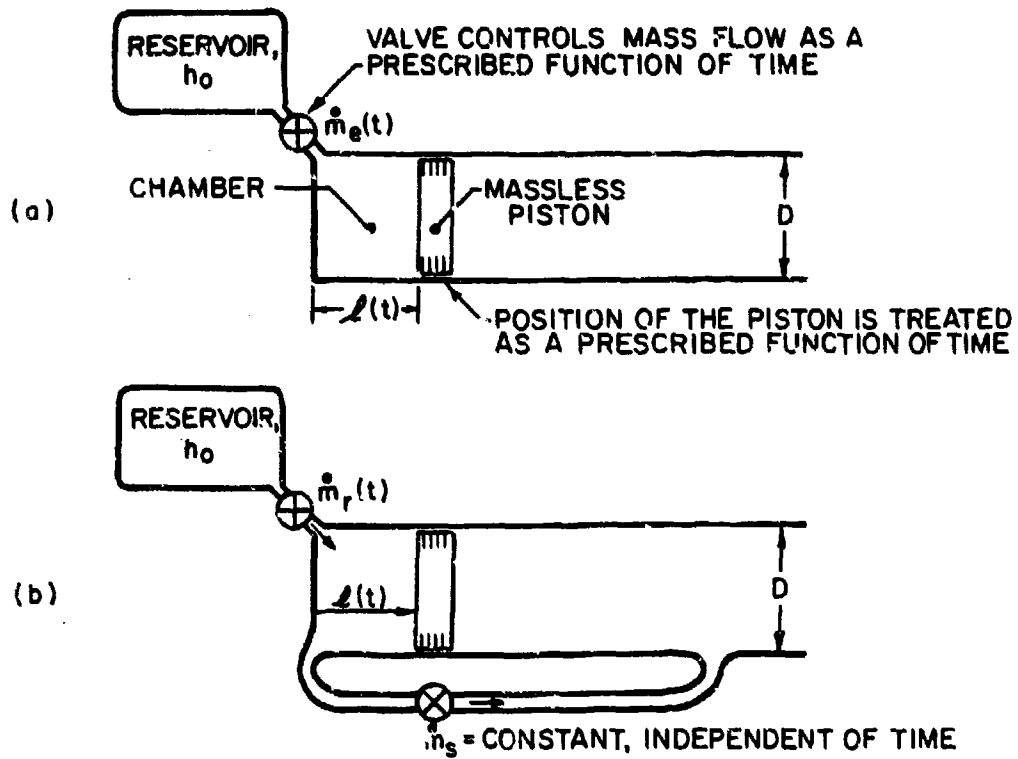 RESERVOIR,
h₀
VALVE CONTROLS MASS FLOW AS A
PRESCRIBED FUNCTION OF TIME
ṁₑ(t)
(a)
CHAMBER
MASSLESS
PISTON
D
ℓ(t)
POSITION OF THE PISTON IS TREATED
AS A PRESCRIBED FUNCTION OF TIME
RESERVOIR,
h₀
ṁᵣ(t)
(b)
ℓ(t)
D
ṁₛ = CONSTANT, INDEPENDENT OF TIME